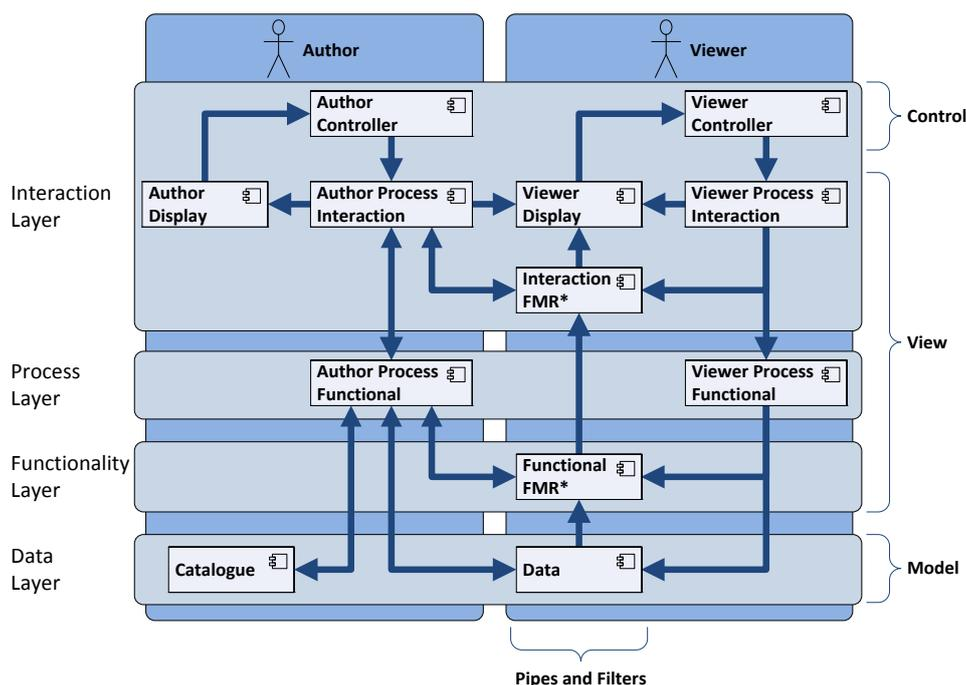 Author
Viewer
Author
Controller
Viewer
Controller
Control
Interaction
Layer
Author
Display
Author Process
Interaction
Viewer
Display
Viewer Process
Interaction
Interaction
FMR*
View
Process
Layer
Author Process
Functional
Viewer Process
Functional
Functionality
Layer
Functional
FMR*
Data
Layer
Catalogue
Data
Model
Pipes and Filters